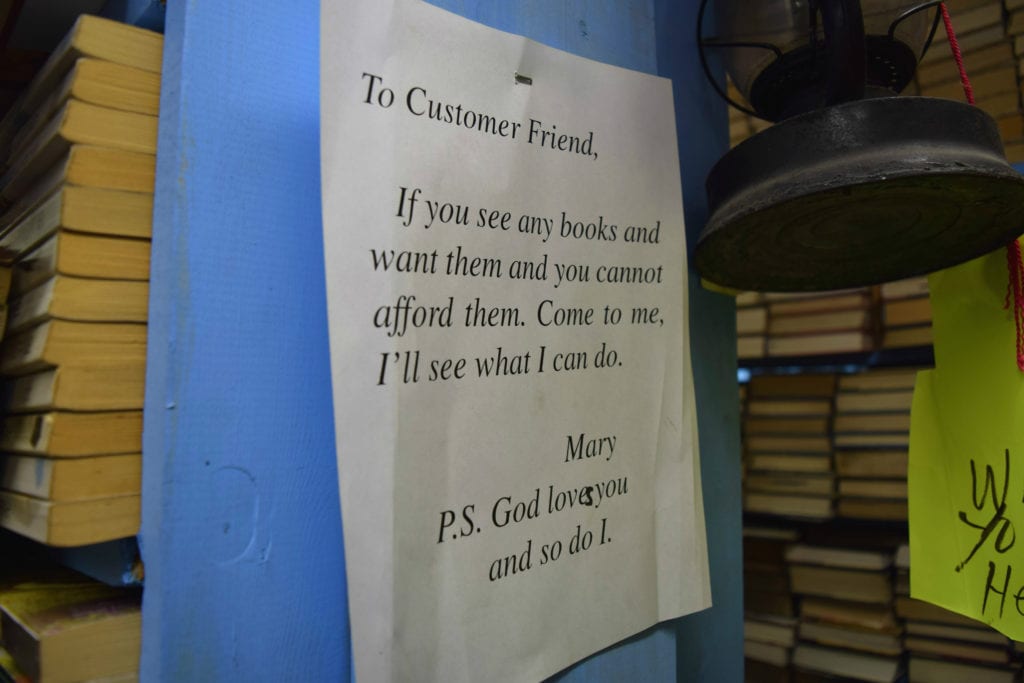 To Customer Friend,
If you see any books and
want them and you cannot
afford them. Come to me,
I'll see what I can do.
Mary
P.S. God loves you
and so do I.